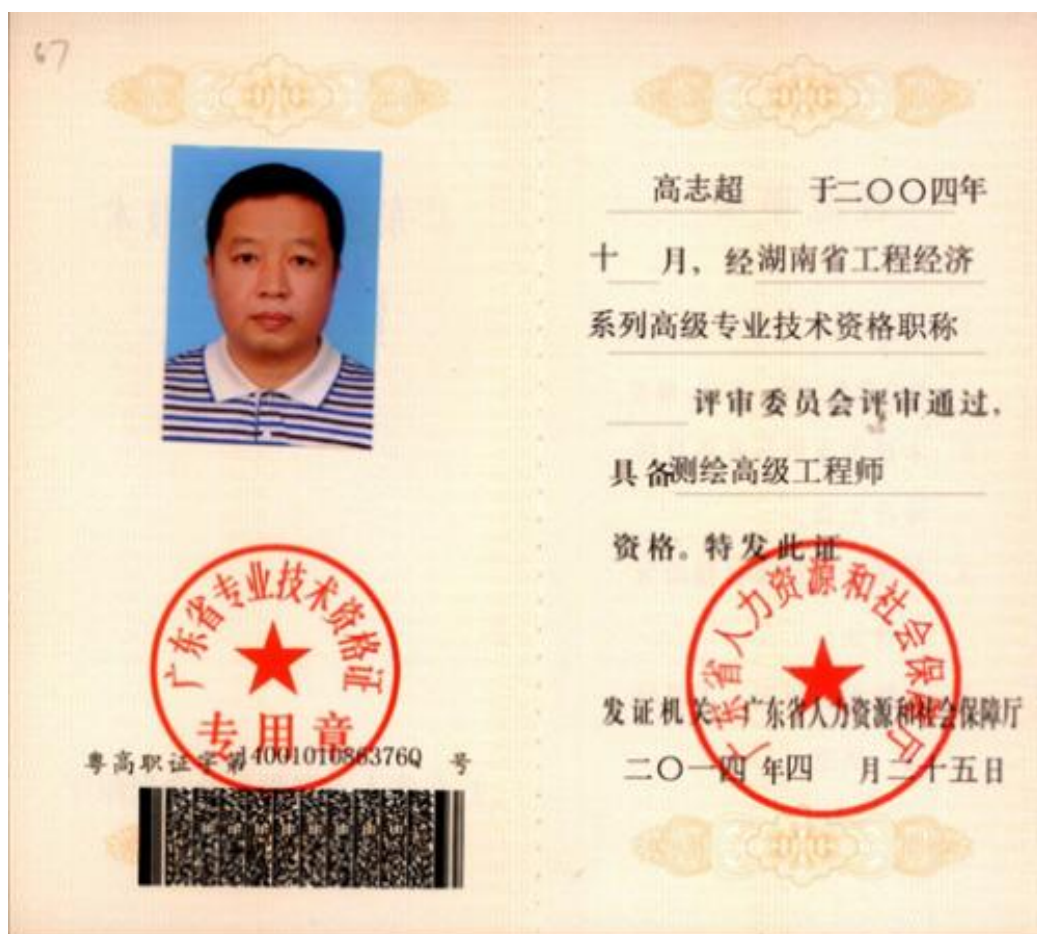 67
广东省专业技术资格证
专用章
粤高职证字第1400101086376Q 号
高志超 于二〇〇四年
十 月，经湖南省工程经济
系列高级专业技术资格职称
评审委员会评审通过，
具备测绘高级工程师
资格。特发此证
广东省人力资源和社会保障厅
发证机关：广东省人力资源和社会保障厅
二〇一四 年四 月二十五日